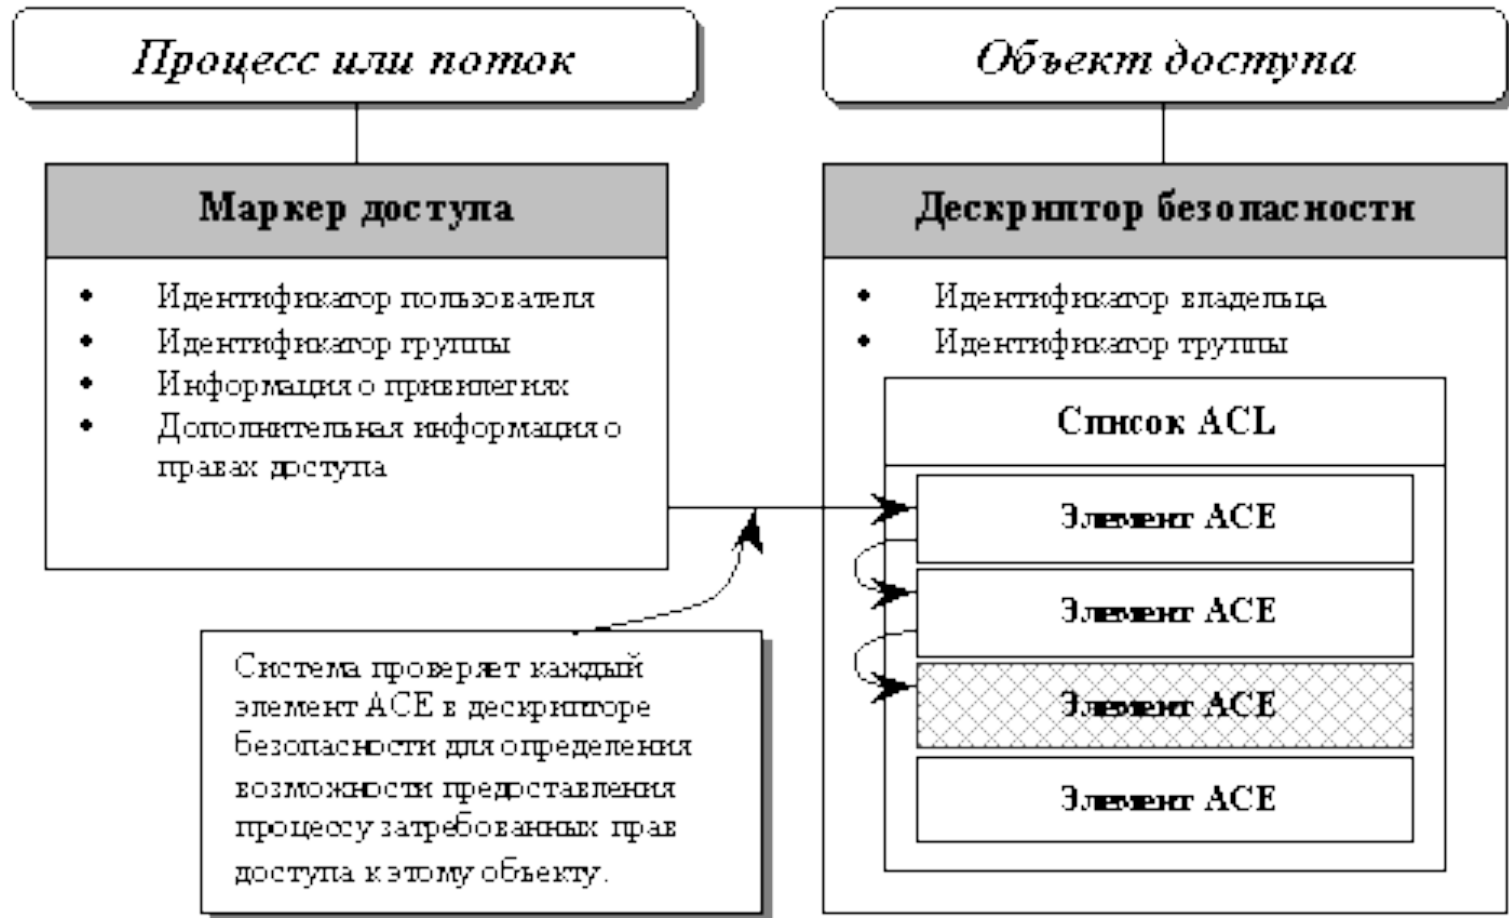 Процесс или поток
Объект доступа
Маркер доступа
• Идентификатор пользователя
• Идентификатор группы
• Информация о привилегиях
• Дополнительная информация о
правах доступа
Дескриптор безопасности
• Идентификатор владельца
• Идентификатор труппы
Список ACL
Элемент ACE
Элемент ACE
Элемент ACE
Элемент ACE
Система проверяет каждый
элемент ACE в дескрипторе
безопасности для определения
возможности предоставления
процессу затребованных прав
доступа к этому объекту.